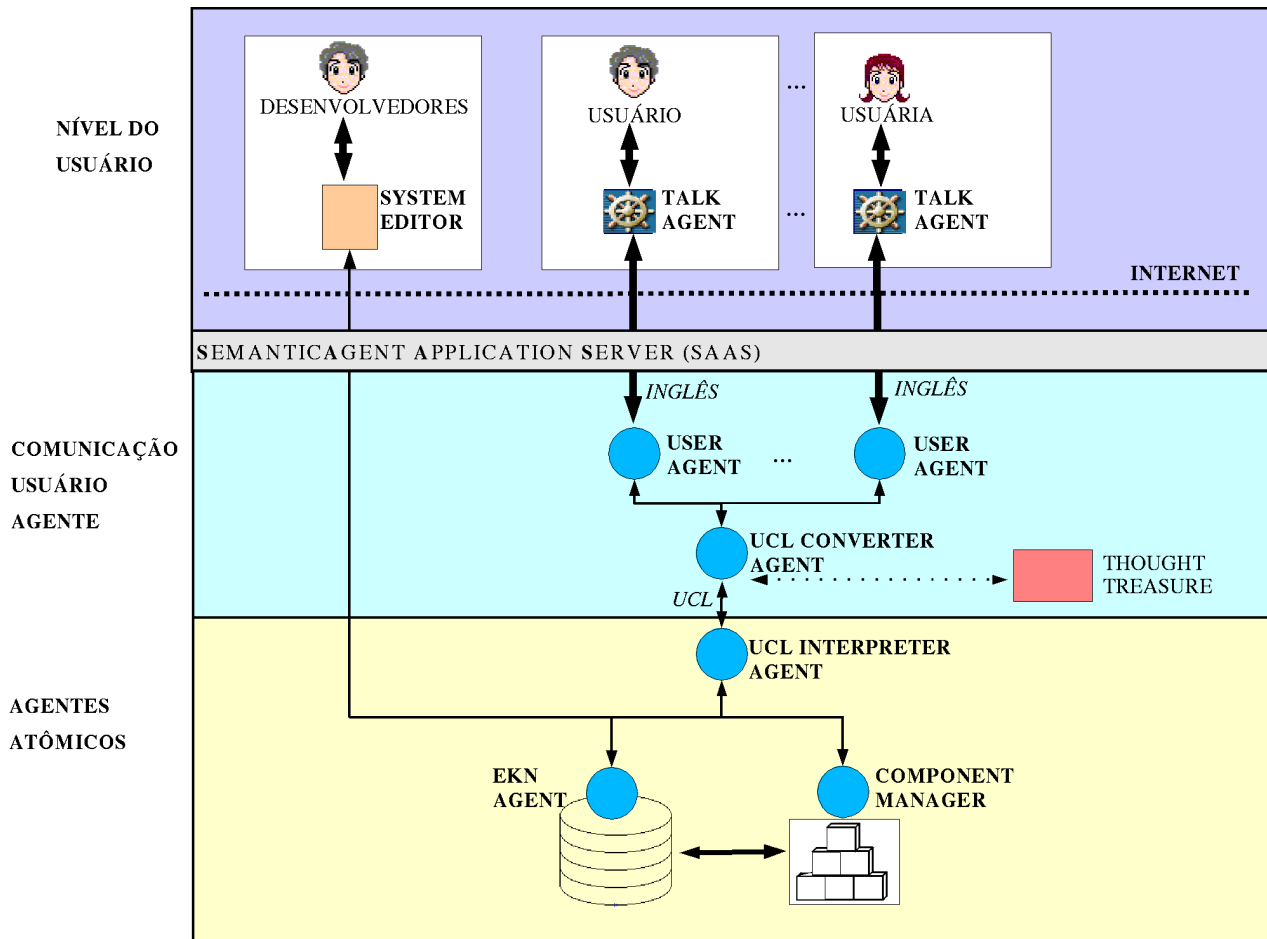 DESENVOLVEDORES
USUÁRIO
...
USUÁRIA
NÍVEL DO
USUÁRIO
SYSTEM
EDITOR
TALK
AGENT
...
TALK
AGENT
INTERNET
SEMANTICAGENT APPLICATION SERVER (SAAS)
INGLÊS
INGLÊS
COMUNICAÇÃO
USUÁRIO
AGENTE
USER
AGENT
...
USER
AGENT
UCL CONVERTER
AGENT
THOUGHT
TREASURE
UCL
UCL INTERPRETER
AGENT
AGENTES
ATÔMICOS
EKN
AGENT
COMPONENT
MANAGER